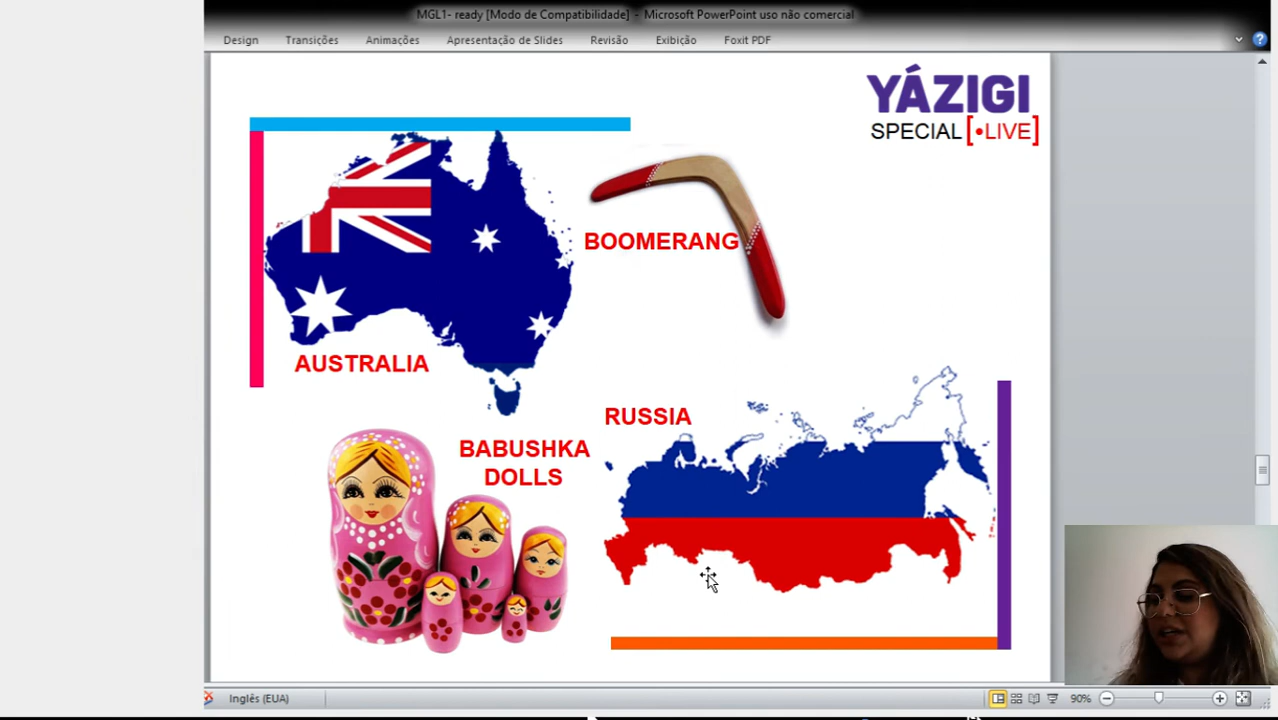 MGL1- ready [Modo de Compatibilidade] - Microsoft PowerPoint uso não comercial
Design Transições Animações Apresentação de Slides Revisão Exibição Foxit PDF
YÁZIGI
SPECIAL [•LIVE]
BOOMERANG
AUSTRALIA
RUSSIA
BABUSHKA
DOLLS
Inglês (EUA) 90%